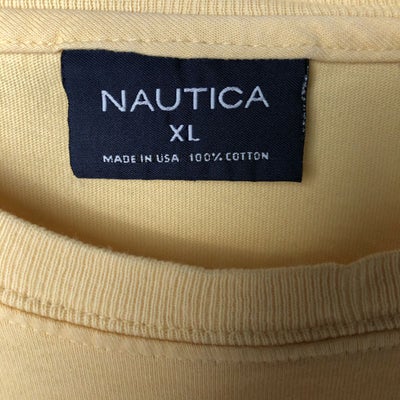 NAUTICA
XL
MADE IN USA 100% COTTON